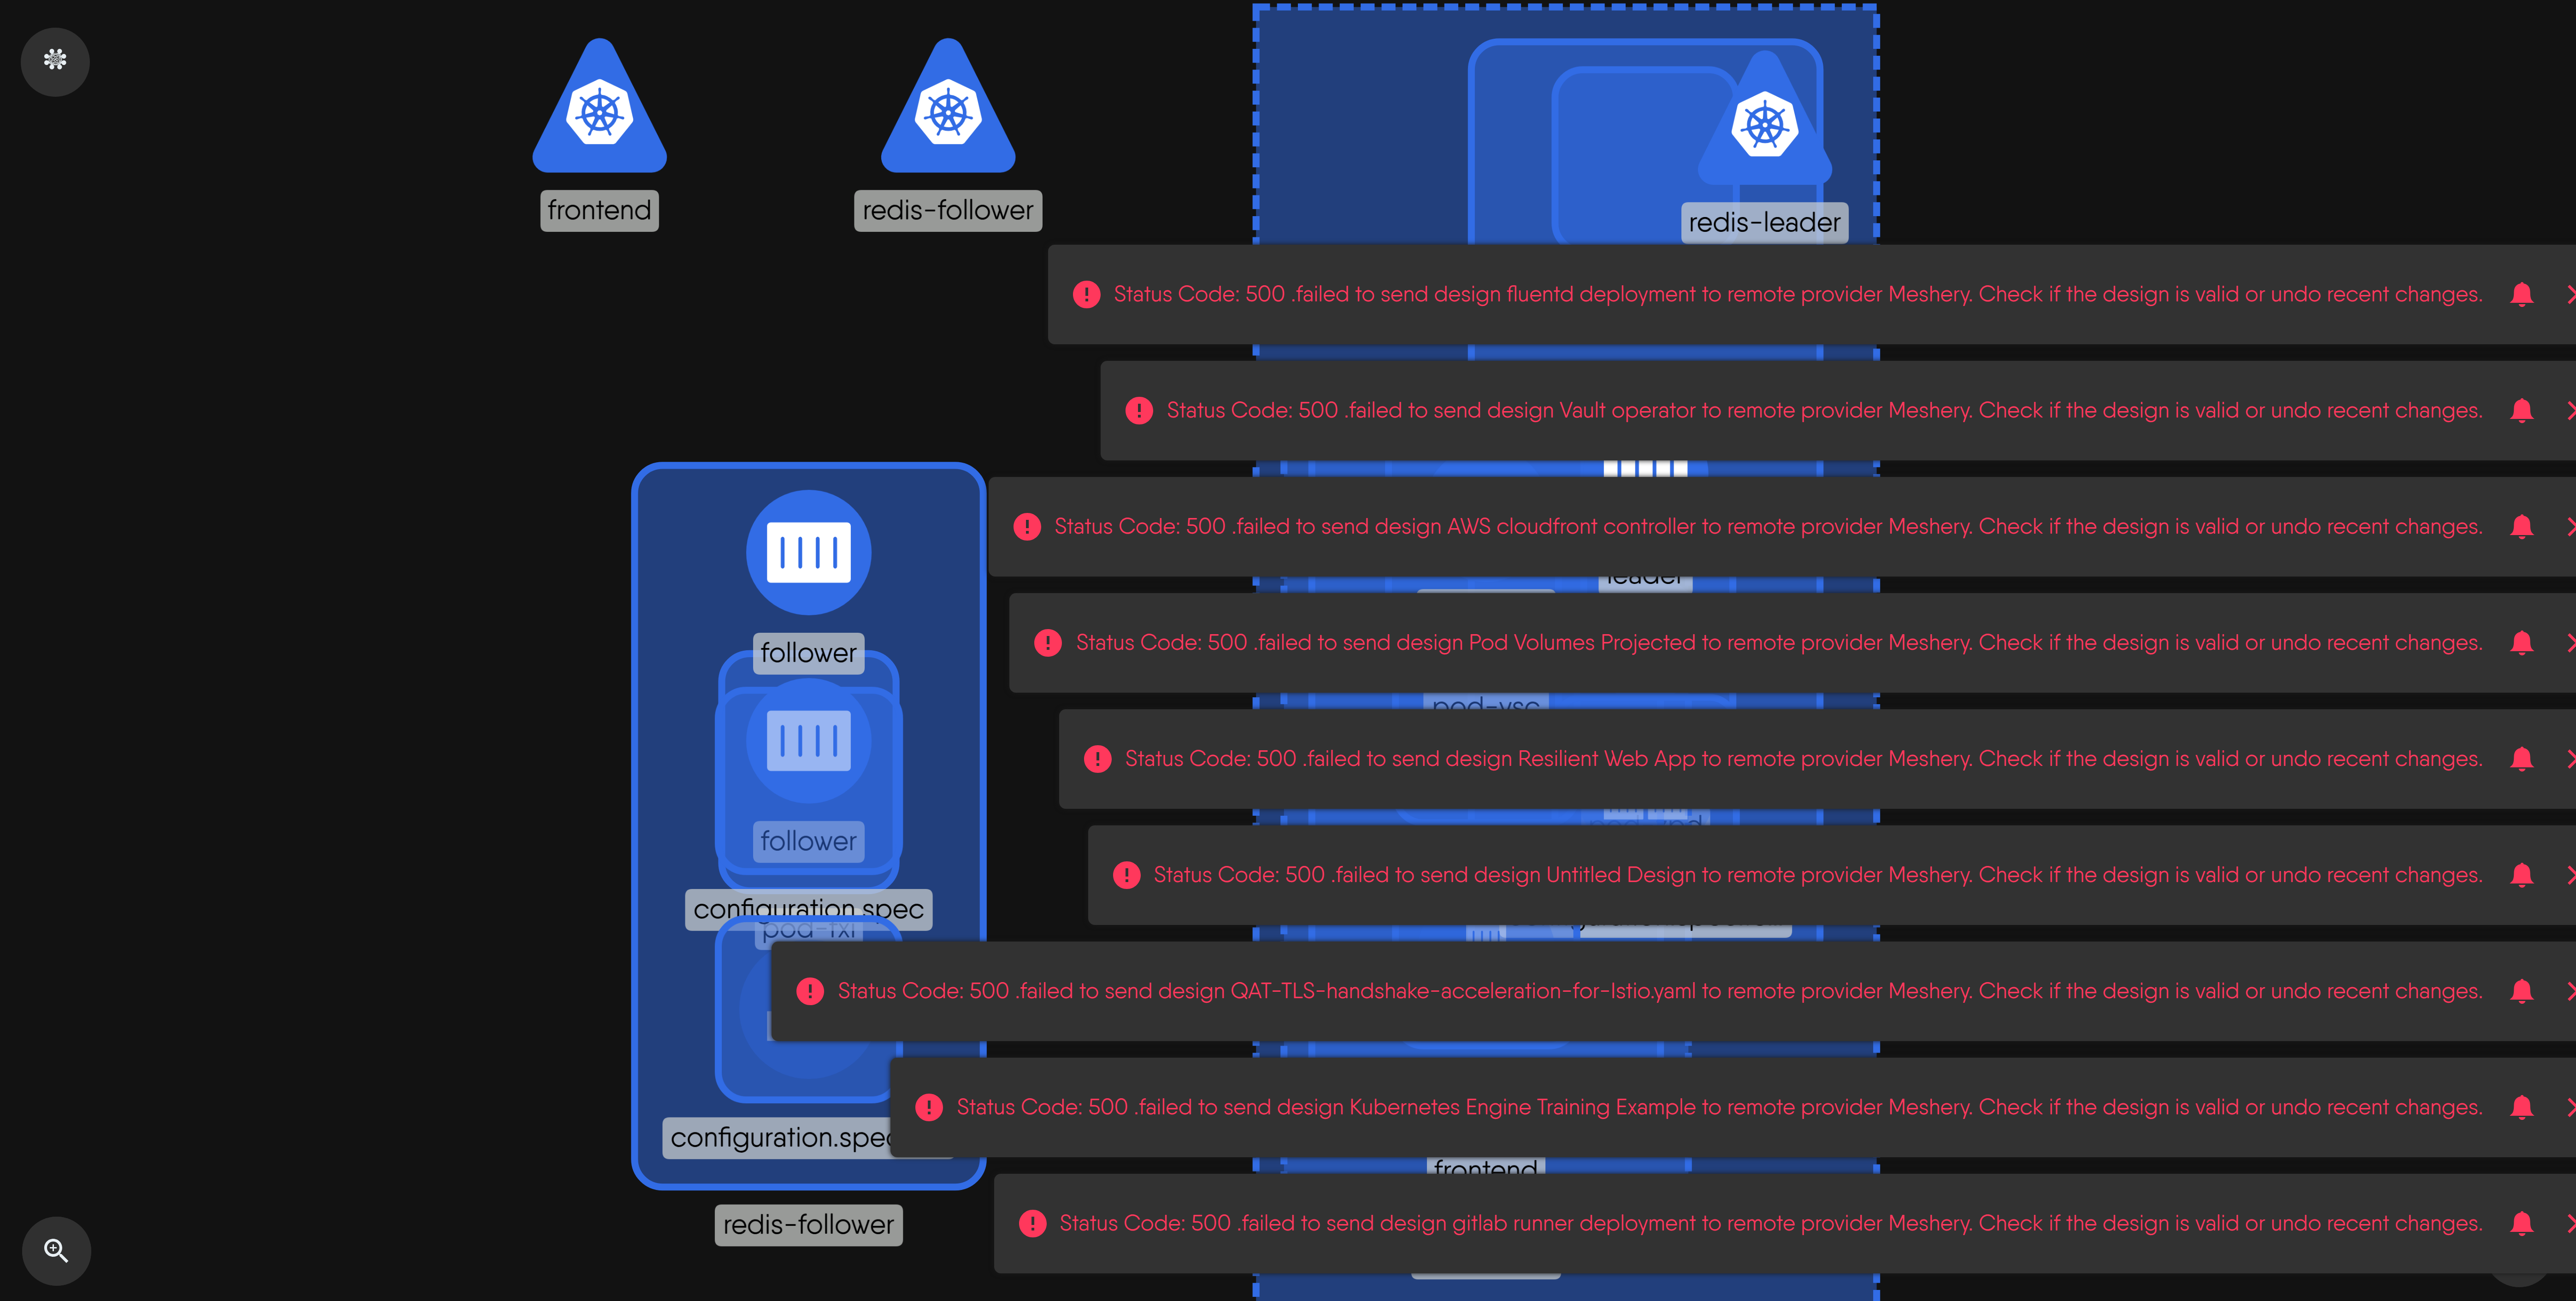 frontend
redis-follower
redis-leader
Status Code: 500 .failed to send design fluentd deployment to remote provider Meshery. Check if the design is valid or undo recent changes.
Status Code: 500 .failed to send design Vault operator to remote provider Meshery. Check if the design is valid or undo recent changes.
Status Code: 500 .failed to send design AWS cloudfront controller to remote provider Meshery. Check if the design is valid or undo recent changes.
leader
Status Code: 500 .failed to send design Pod Volumes Projected to remote provider Meshery. Check if the design is valid or undo recent changes.
follower
pod-vsc
Status Code: 500 .failed to send design Resilient Web App to remote provider Meshery. Check if the design is valid or undo recent changes.
follower
Status Code: 500 .failed to send design Untitled Design to remote provider Meshery. Check if the design is valid or undo recent changes.
configuration.spec
Status Code: 500 .failed to send design QAT-TLS-handshake-acceleration-for-Istio.yaml to remote provider Meshery. Check if the design is valid or undo recent changes.
Status Code: 500 .failed to send design Kubernetes Engine Training Example to remote provider Meshery. Check if the design is valid or undo recent changes.
configuration.spec
frontend
redis-follower
Status Code: 500 .failed to send design gitlab runner deployment to remote provider Meshery. Check if the design is valid or undo recent changes.